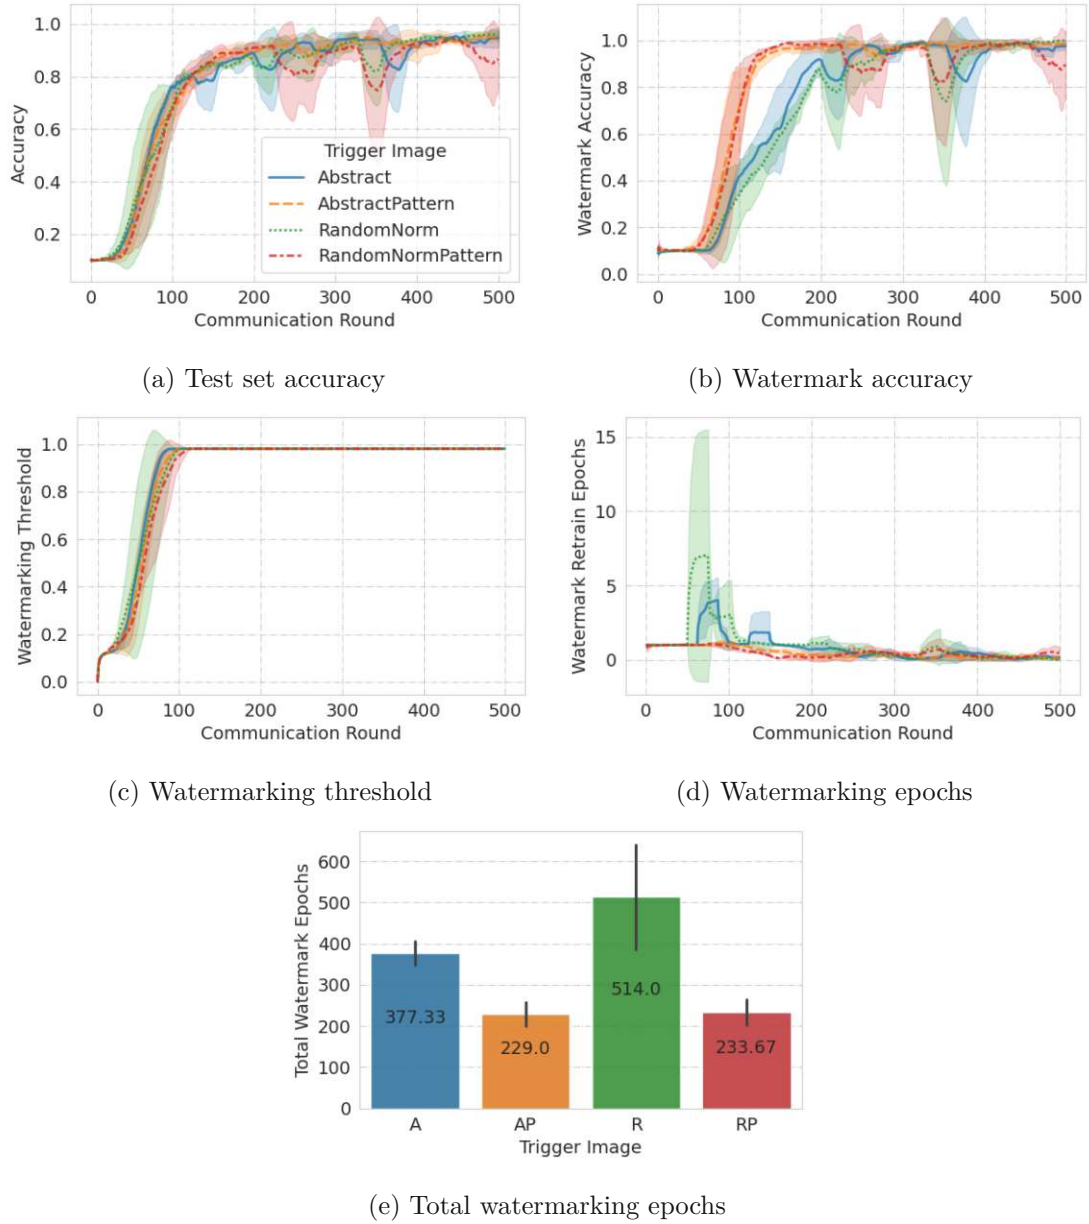 1.0
0.8
0.6
0.4
0.2
Accuracy
Trigger Image
Abstract
AbstractPattern
RandomNorm
RandomNormPattern
0 100 200 300 400 500
Communication Round
(a) Test set accuracy
1.0
0.8
0.6
0.4
0.2
0.0
Watermark Accuracy
0 100 200 300 400 500
Communication Round
(b) Watermark accuracy
1.0
0.8
0.6
0.4
0.2
0.0
Watermarking Threshold
0 100 200 300 400 500
Communication Round
(c) Watermarking threshold
15
10
5
0
Watermark Retrain Epochs
0 100 200 300 400 500
Communication Round
(d) Watermarking epochs
600
500
400
300
200
100
0
Total Watermark Epochs
377.33
229.0
514.0
233.67
A AP R RP
Trigger Image
(e) Total watermarking epochs